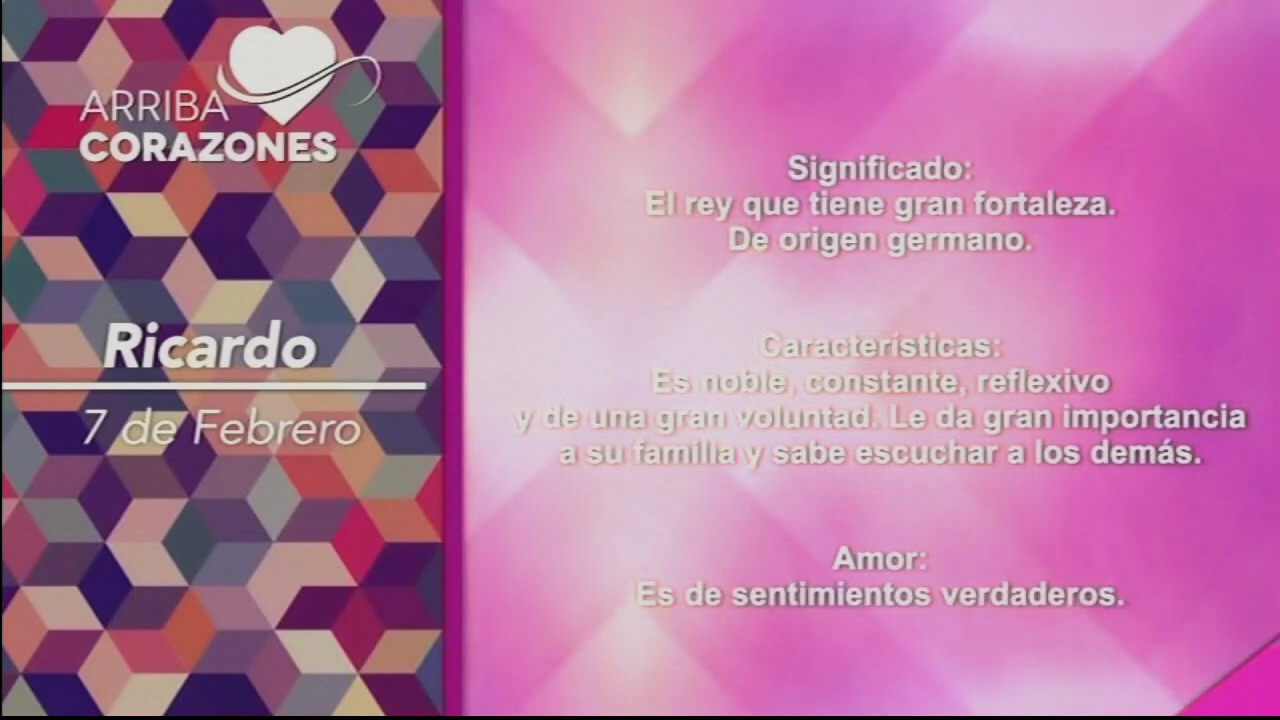 ARRIBA
CORAZONES
Ricardo
7 de Febrero
Significado:
El rey que tiene gran fortaleza.
De origen germano.
Características:
Es noble, constante, reflexivo
y de una gran voluntad. Le da gran importancia
a su familia y sabe escuchar a los demás.
Amor:
Es de sentimientos verdaderos.